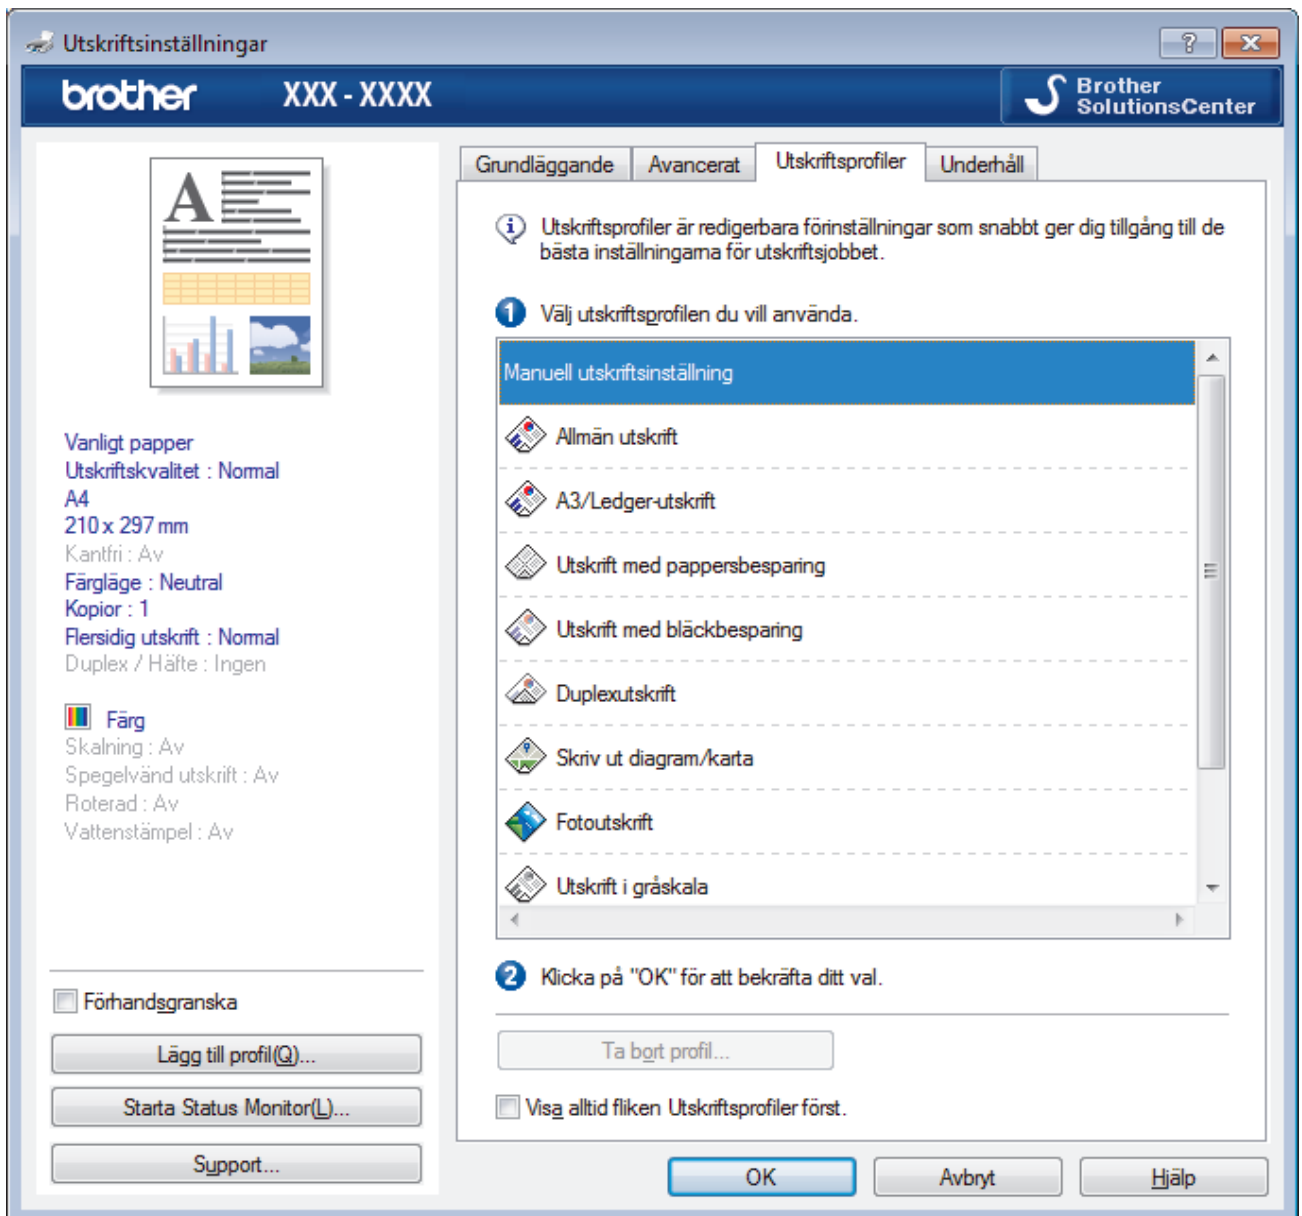 Utskriftsinställningar
brother XXX - XXXX
Brother
SolutionsCenter
A
Vanligt papper
Utskriftskvalitet : Normal
A4
210 x 297 mm
Kantfri : Av
Färgläge : Neutral
Kopior : 1
Flersidig utskrift : Normal
Duplex / Häfte : Ingen
Färg
Skalning : Av
Spegelvänd utskrift : Av
Roterad : Av
Vattenstämpel : Av
Förhandsgranska
Lägg till profil(Q)...
Starta Status Monitor(L)...
Support...
Grundläggande Avancerat Utskriftsprofiler Underhåll
Utskriftsprofiler är redigerbara förinställningar som snabbt ger dig tillgång till de
bästa inställningarna för utskriftsjobbet.
1 Välj utskriftsprofilen du vill använda.
Manuell utskriftsinställning
Allmän utskrift
A3/Ledger-utskrift
Utskrift med pappersbesparing
Utskrift med bläckbesparing
Duplexutskrift
Skriv ut diagram/karta
Fotoutskrift
Utskrift i gråskala
2 Klicka på "OK" för att bekräfta ditt val.
Ta bort profil...
Visa alltid fliken Utskriftsprofiler först.
OK Avbryt Hjälp